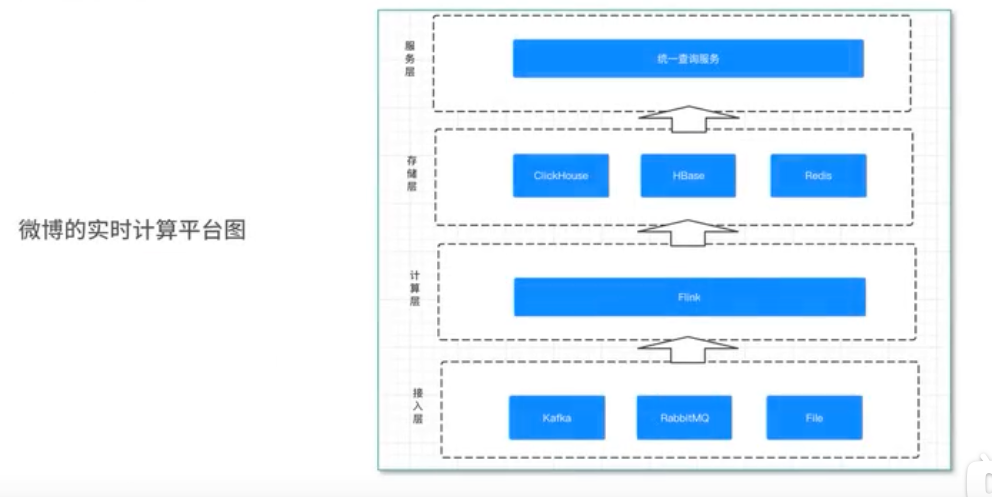 微博的实时计算平台图
服务层
统一查询服务
存储层
ClickHouse
HBase
Redis
计算层
Flink
接入层
Kafka
RabbitMQ
File